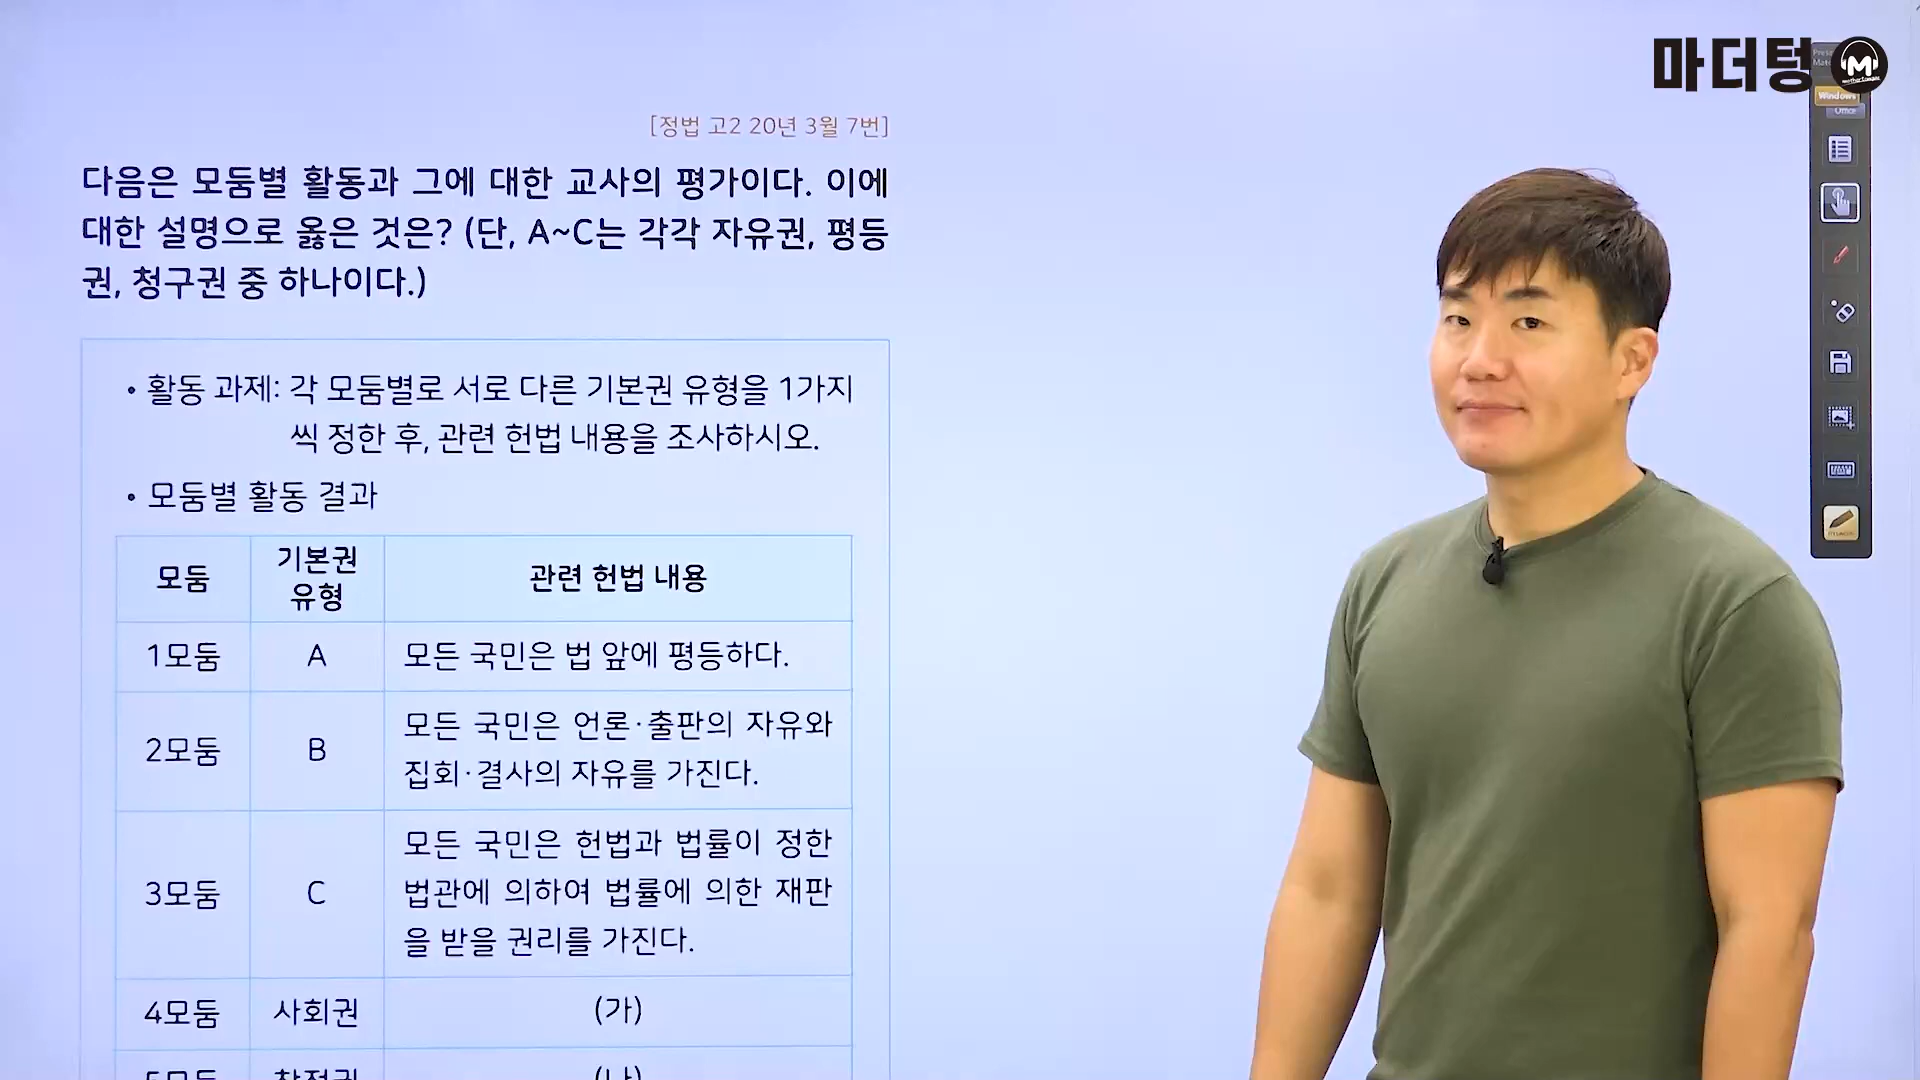 마더텅
M
Windows
Office
[정법 고2 20년 3월 7번]
다음은 모둠별 활동과 그에 대한 교사의 평가이다. 이에
대한 설명으로 옳은 것은? (단, A~C는 각각 자유권, 평등
권, 청구권 중 하나이다.)
• 활동 과제: 각 모둠별로 서로 다른 기본권 유형을 1가지
씩 정한 후, 관련 헌법 내용을 조사하시오.
• 모둠별 활동 결과
모둠
기본권
유형
관련 헌법 내용
1모둠
A
모든 국민은 법 앞에 평등하다.
2모둠
B
모든 국민은 언론·출판의 자유와
집회·결사의 자유를 가진다.
3모둠
C
모든 국민은 헌법과 법률이 정한
법관에 의하여 법률에 의한 재판
을 받을 권리를 가진다.
4모둠
사회권
(가)
5모둠
참정권
(나)